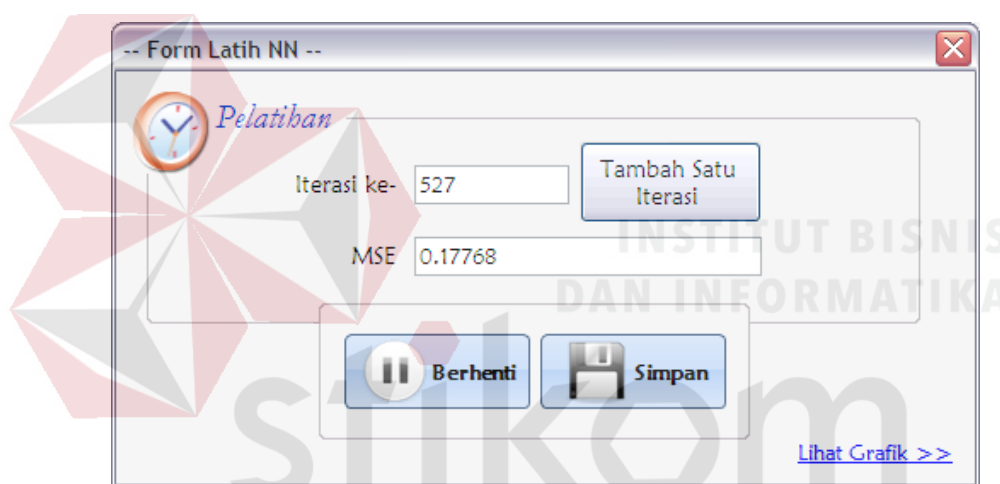 -- Form Latih NN --
Pelatihan
Iterasi ke-
527
Tambah Satu
Iterasi
MSE
0.17768
INSTITUT BISNIS
DAN INFORMATIKA
Berhenti
Simpan
stikom
Lihat Grafik >>